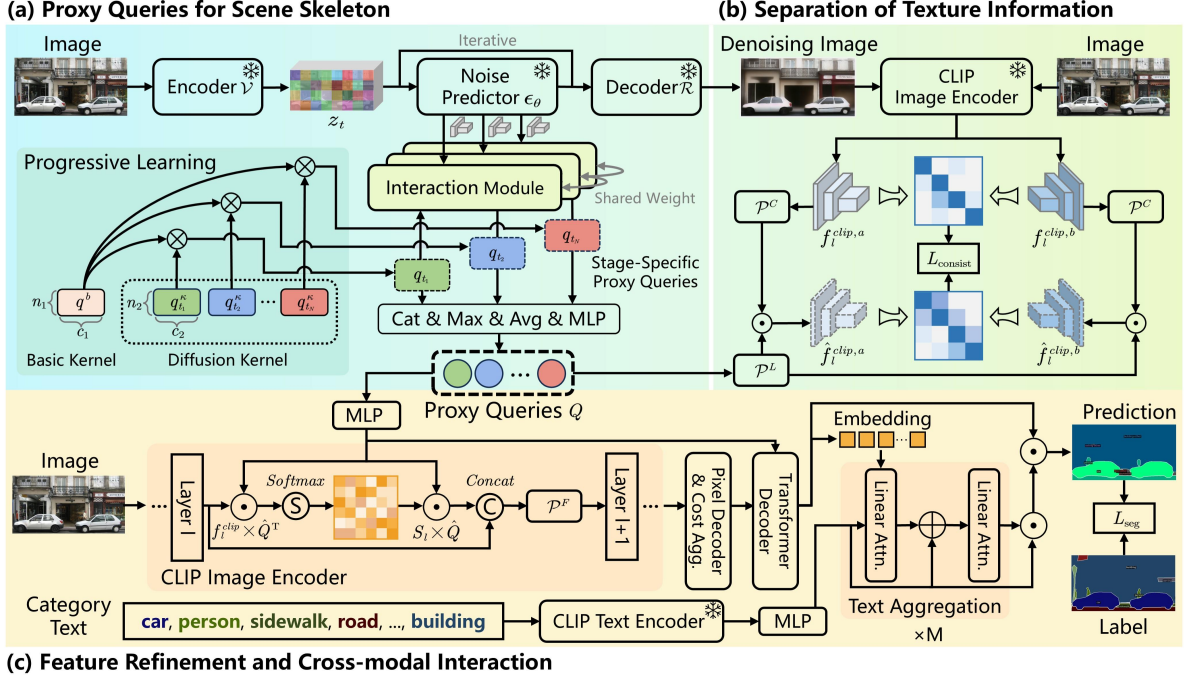 (a) Proxy Queries for Scene Skeleton
(b) Separation of Texture Information
Image
Encoder 𝒱
z_t
Iterative
Noise
Predictor ϵ_θ
Decoder ℛ
Denoising Image
CLIP
Image Encoder
Image
Progressive Learning
Interaction Module
Shared Weight
q_{t_1}
q_{t_2}
q_{t_N}
Stage-Specific
Proxy Queries
n_1
q^b
c_1
Basic Kernel
n_2
q^κ_{t_1}
q^κ_{t_2}
...
q^κ_{t_N}
c_2
Diffusion Kernel
Cat & Max & Avg & MLP
...
Proxy Queries Q
𝒫^C
f_l^{clip,a}
f_l^{clip,b}
𝒫^C
L_consist
f̂_l^{clip,a}
f̂_l^{clip,b}
𝒫^L
MLP
Image
...
Layer l
f_l^{clip} × Q̂^T
Softmax
S
S_l × Q̂
Concat
C
𝒫^F
Layer l+1
...
CLIP Image Encoder
Pixel Decoder
& Cost Agg.
Transformer
Decoder
Embedding
...
Linear Attn.
Linear Attn.
Text Aggregation
×M
Prediction
L_seg
Label
Category
Text
car, person, sidewalk, road, ..., building
CLIP Text Encoder
MLP
(c) Feature Refinement and Cross-modal Interaction